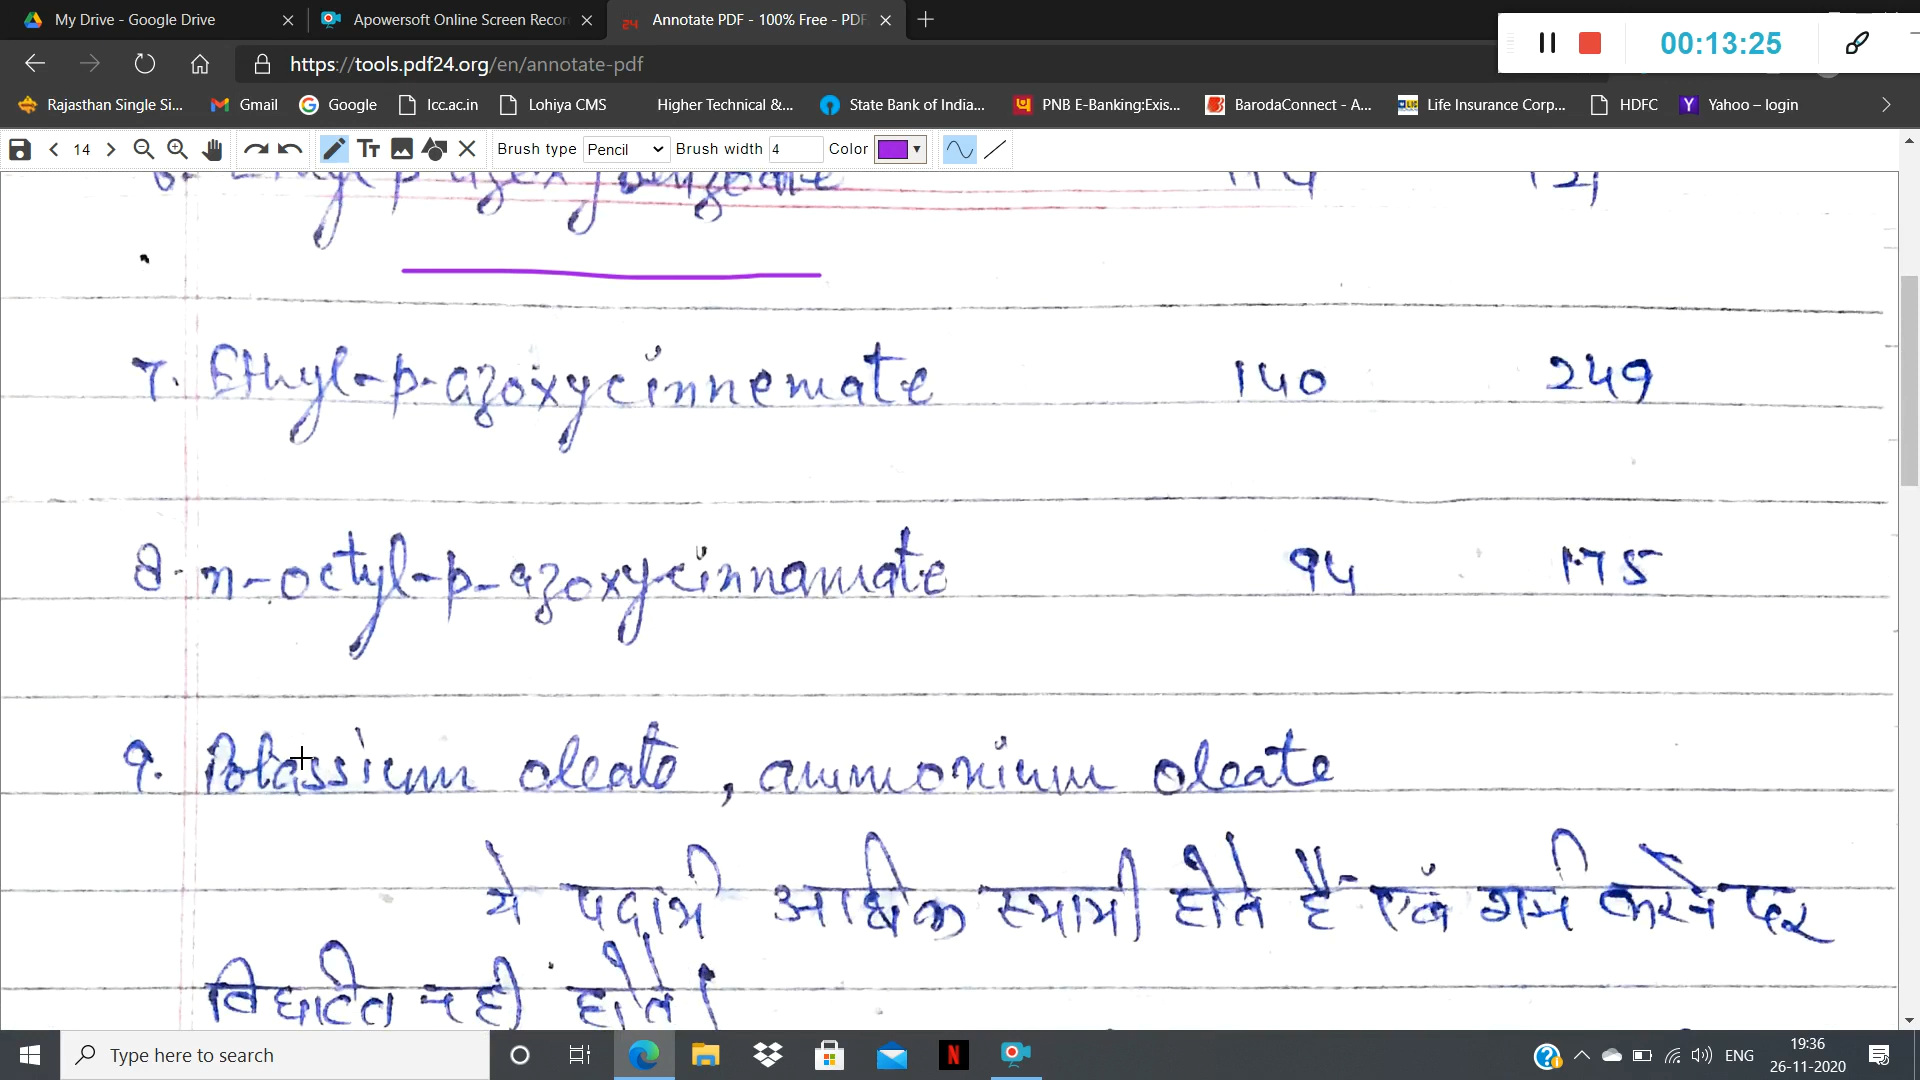 My Drive - Google Drive
Apowersoft Online Screen Recor
Annotate PDF - 100% Free - PDF
00:13:25
https://tools.pdf24.org/en/annotate-pdf
Rajasthan Single Si...
Gmail
Google
lcc.ac.in
Lohiya CMS
Higher Technical &...
State Bank of India...
PNB E-Banking:Exis...
BarodaConnect - A...
Life Insurance Corp...
HDFC
Yahoo – login
14
Brush type Pencil Brush width 4 Color
7. Ethyl-p-azoxycinnemate 140 249
8. n-octyl-p-azoxycinnamate 94 175
9. Potassium oleate, ammonium oleate
ये पदार्थ अधिक स्थायी होते हैं एवं गर्म करने पर
विघटित नही होते।
Type here to search
ENG
19:36
26-11-2020